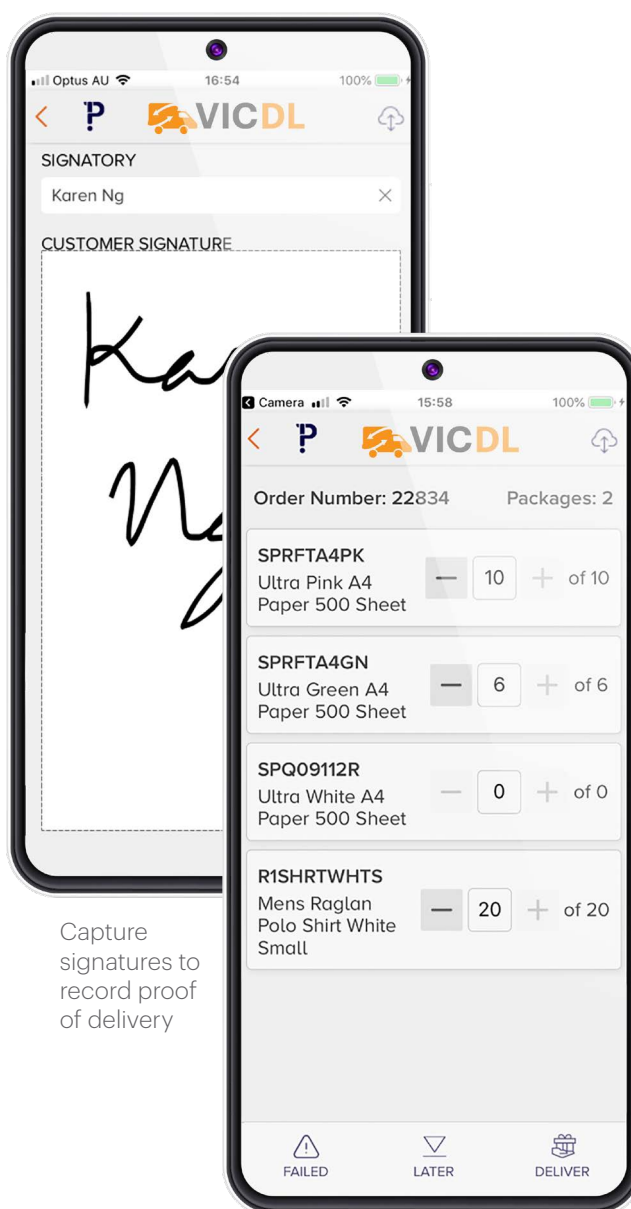 Optus AU 16:54 100%
VICDL
SIGNATORY
Karen Ng
CUSTOMER SIGNATURE
Ka
Ng
Capture
signatures to
record proof
of delivery
Camera 15:58 100%
VICDL
Order Number: 22834 Packages: 2
SPRFTA4PK
Ultra Pink A4
Paper 500 Sheet
10 of 10
SPRFTA4GN
Ultra Green A4
Paper 500 Sheet
6 of 6
SPQ09112R
Ultra White A4
Paper 500 Sheet
0 of 0
R1SHRTWHTS
Mens Raglan
Polo Shirt White
Small
20 of 20
FAILED LATER DELIVER